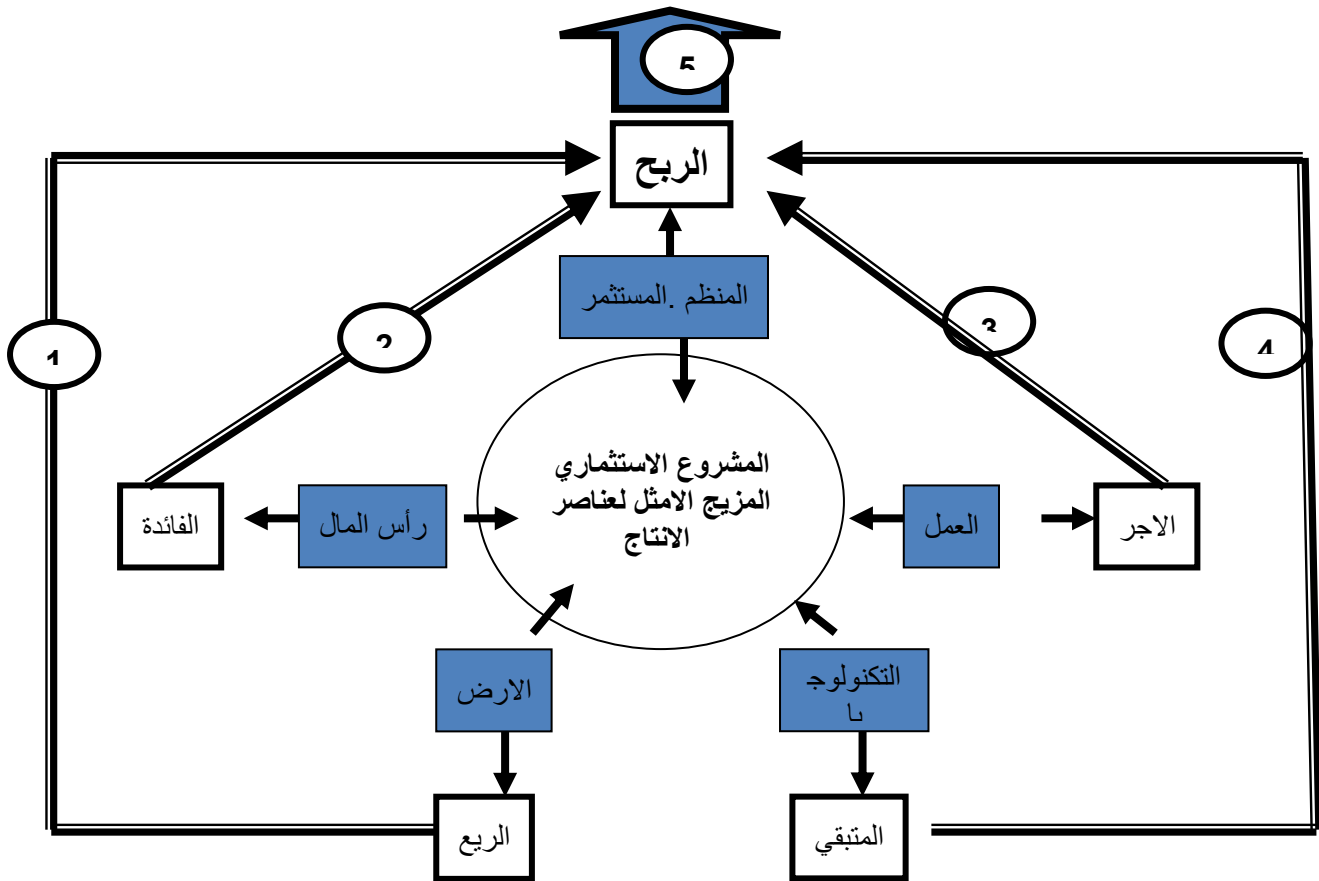 5
الربح
المنظم .المستثمر
1
2
3
4
المشروع الاستثماري
المزيج الامثل لعناصر
الانتاج
الفائدة
رأس المال
العمل
الاجر
الارض
التكنولوج
يا
الريع
المتبقي